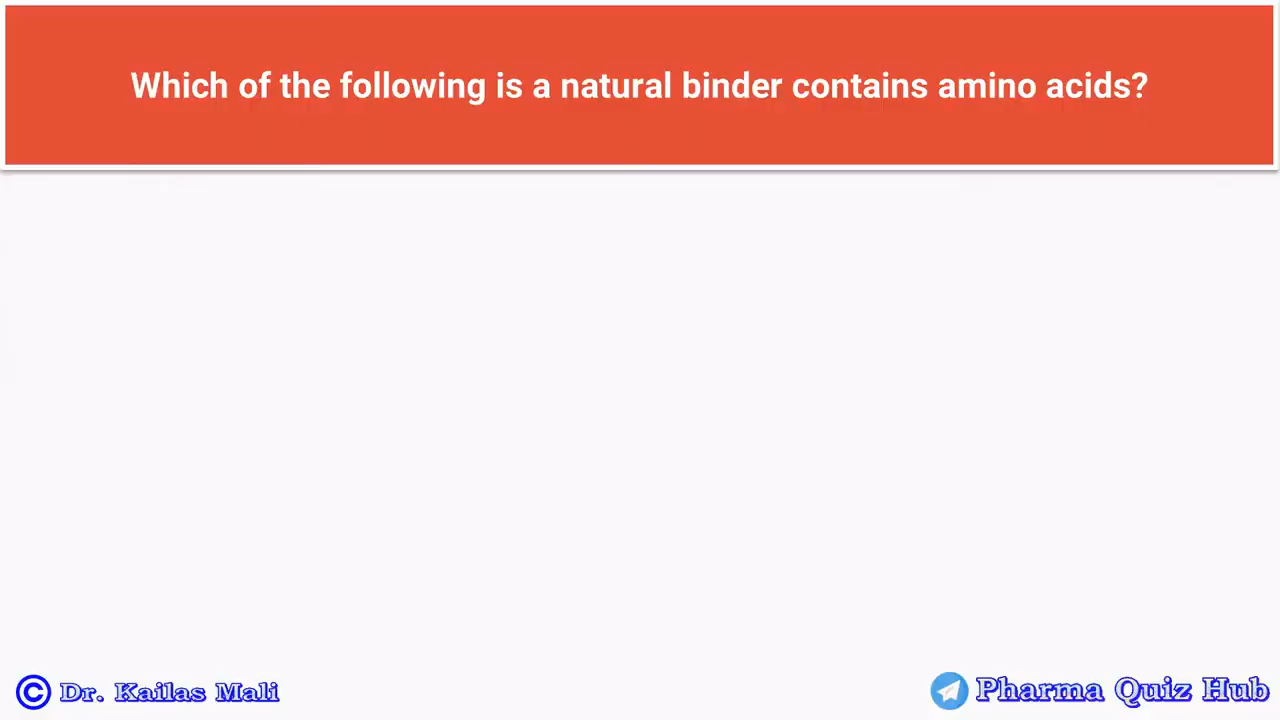 Which of the following is a natural binder contains amino acids?
© Dr. Kailas Mali
Pharma Quiz Hub